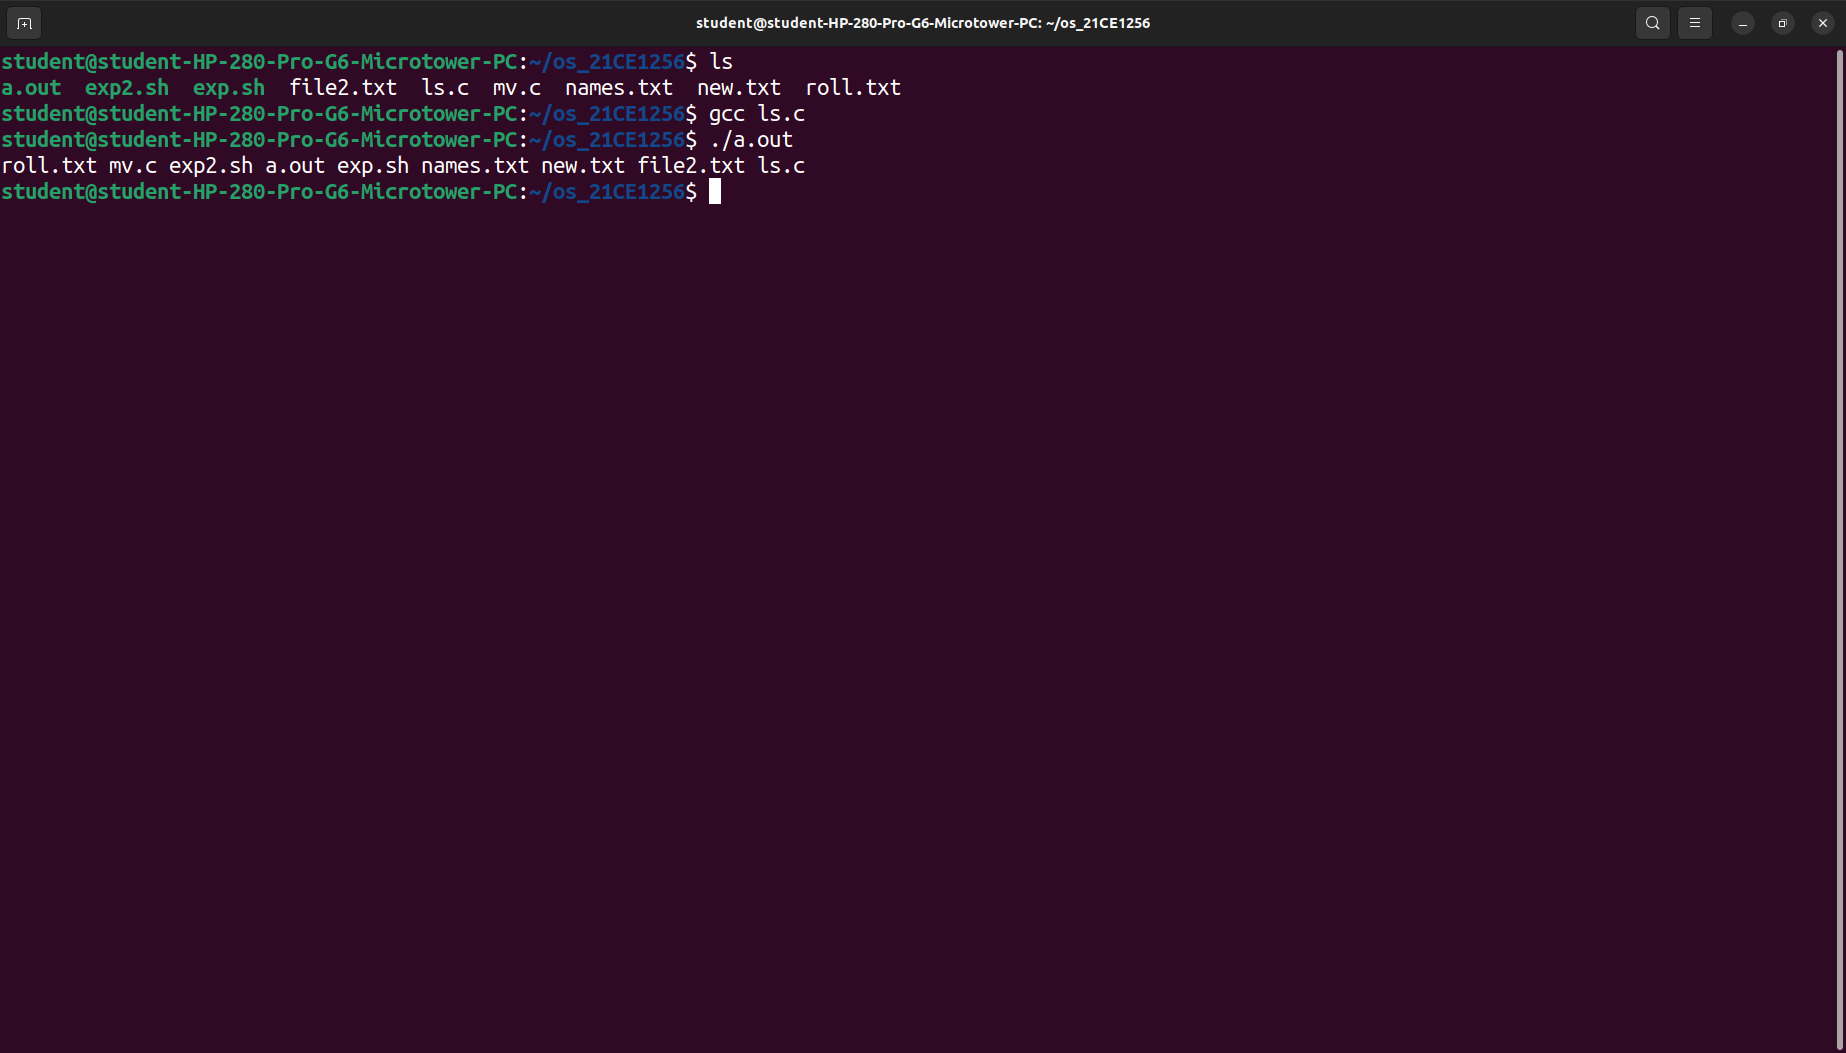 student@student-HP-280-Pro-G6-Microtower-PC: ~/os_21CE1256
student@student-HP-280-Pro-G6-Microtower-PC:~/os_21CE1256$ ls
a.out  exp2.sh  exp.sh  file2.txt  ls.c  mv.c  names.txt  new.txt  roll.txt
student@student-HP-280-Pro-G6-Microtower-PC:~/os_21CE1256$ gcc ls.c
student@student-HP-280-Pro-G6-Microtower-PC:~/os_21CE1256$ ./a.out
roll.txt mv.c exp2.sh a.out exp.sh names.txt new.txt file2.txt ls.c
student@student-HP-280-Pro-G6-Microtower-PC:~/os_21CE1256$